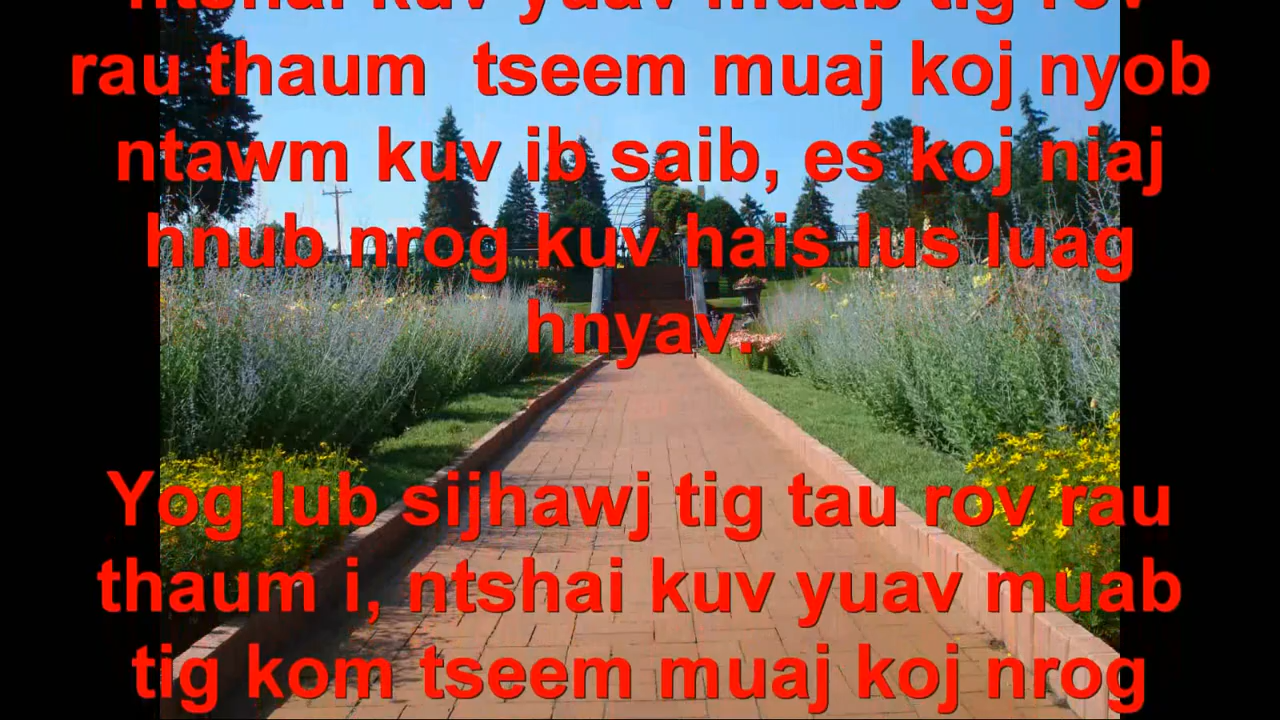 ntshai kuv yuav muab tig rov
rau thaum tseem muaj koj nyob
ntawm kuv ib saib, es koj niaj
hnub nrog kuv hais lus luag
hnyav.
Yog lub sijhawj tig tau rov rau
thaum i, ntshai kuv yuav muab
tig kom tseem muaj koj nrog